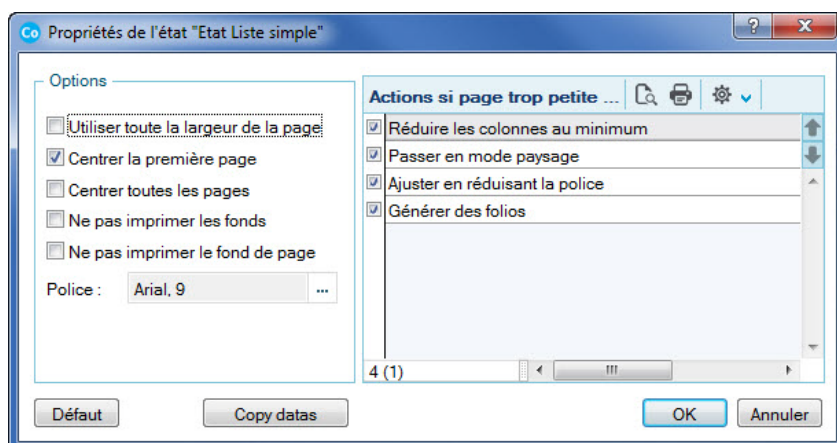 Co Propriétés de l'état "Etat Liste simple"
Options
Utiliser toute la largeur de la page
Centrer la première page
Centrer toutes les pages
Ne pas imprimer les fonds
Ne pas imprimer le fond de page
Police : Arial, 9 ...
Actions si page trop petite ...
Réduire les colonnes au minimum
Passer en mode paysage
Ajuster en réduisant la police
Générer des folios
4 (1)
Défaut Copy datas OK Annuler